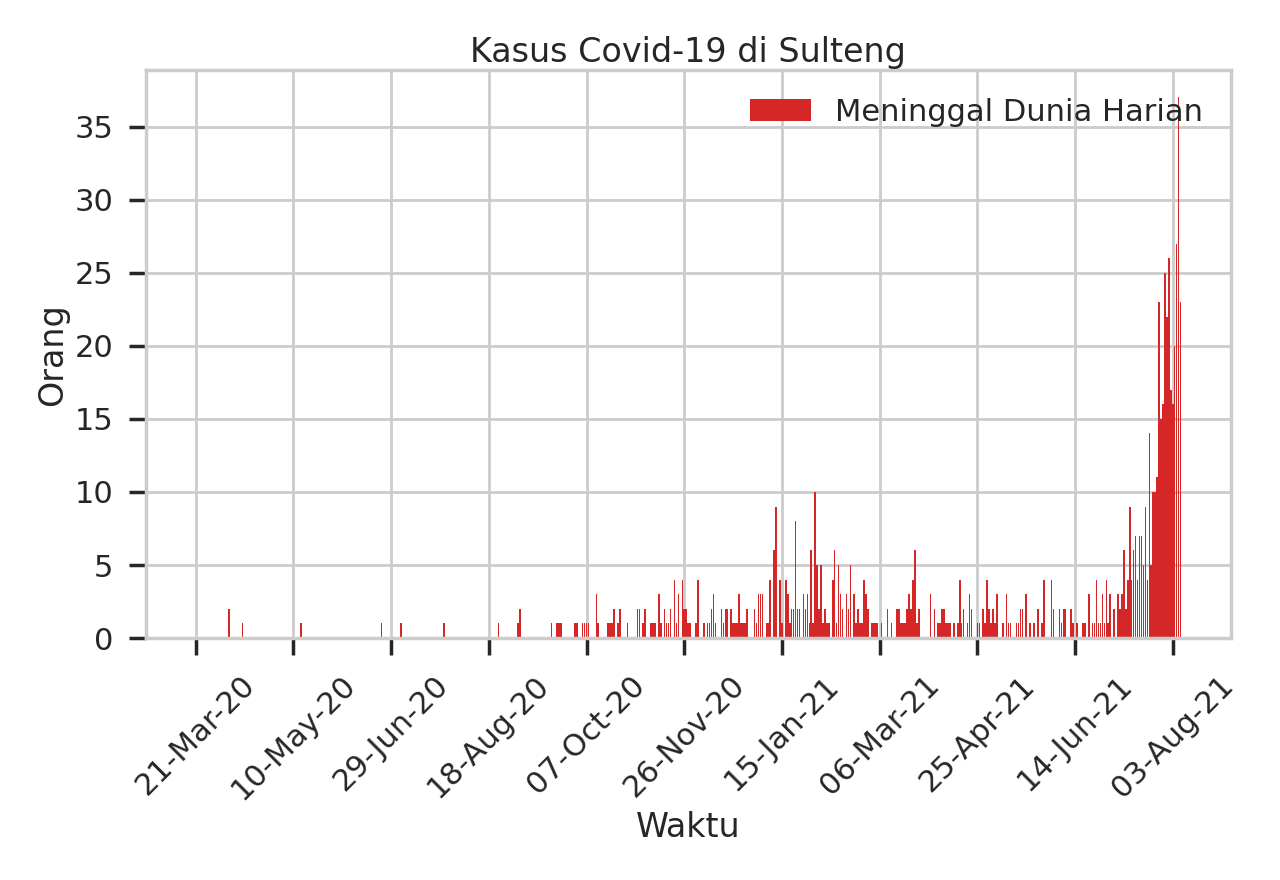 Kasus Covid-19 di Sulteng
Meninggal Dunia Harian
Orang
35
30
25
20
15
10
5
0
21-Mar-20
10-May-20
29-Jun-20
18-Aug-20
07-Oct-20
26-Nov-20
15-Jan-21
06-Mar-21
25-Apr-21
14-Jun-21
03-Aug-21
Waktu